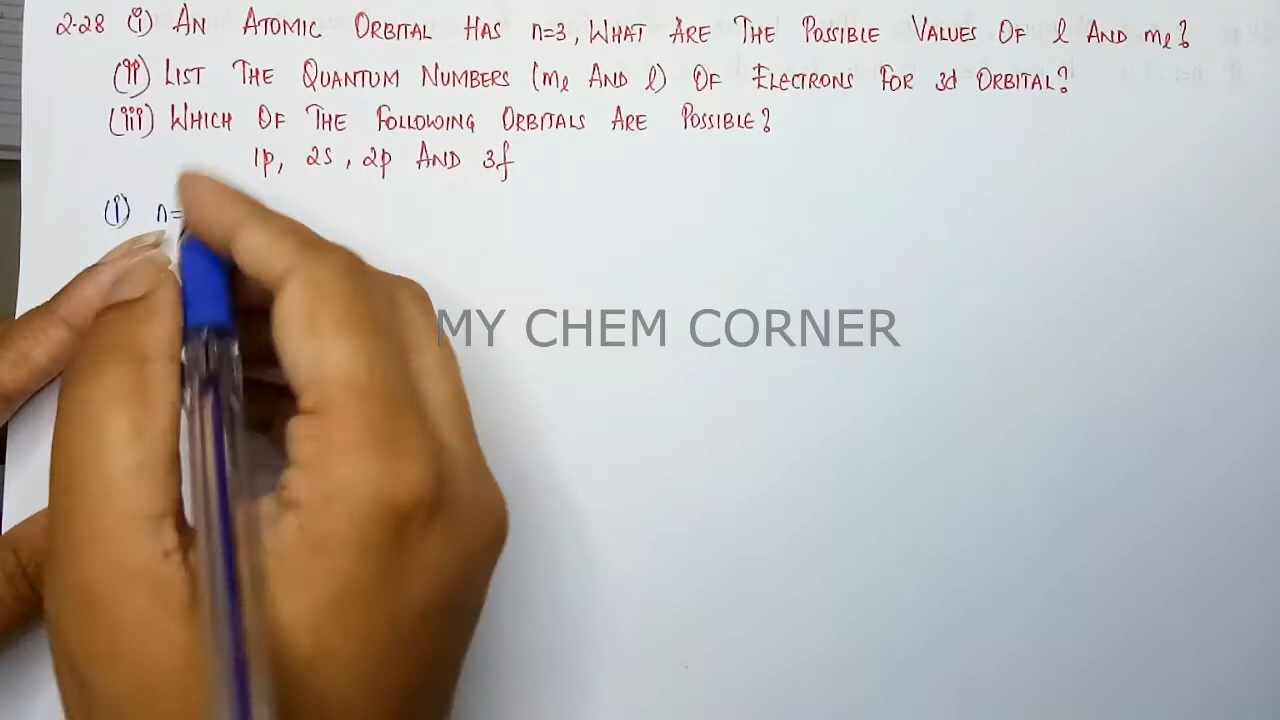 2.28 (i) AN ATOMIC ORBITAL HAS n=3, WHAT ARE THE POSSIBLE VALUES OF l AND ml?
(ii) LIST THE QUANTUM NUMBERS (ml AND l) OF ELECTRONS FOR 3d ORBITAL?
(iii) WHICH OF THE FOLLOWING ORBITALS ARE POSSIBLE?
1p, 2s, 2p AND 3f
(i) n=
MY CHEM CORNER